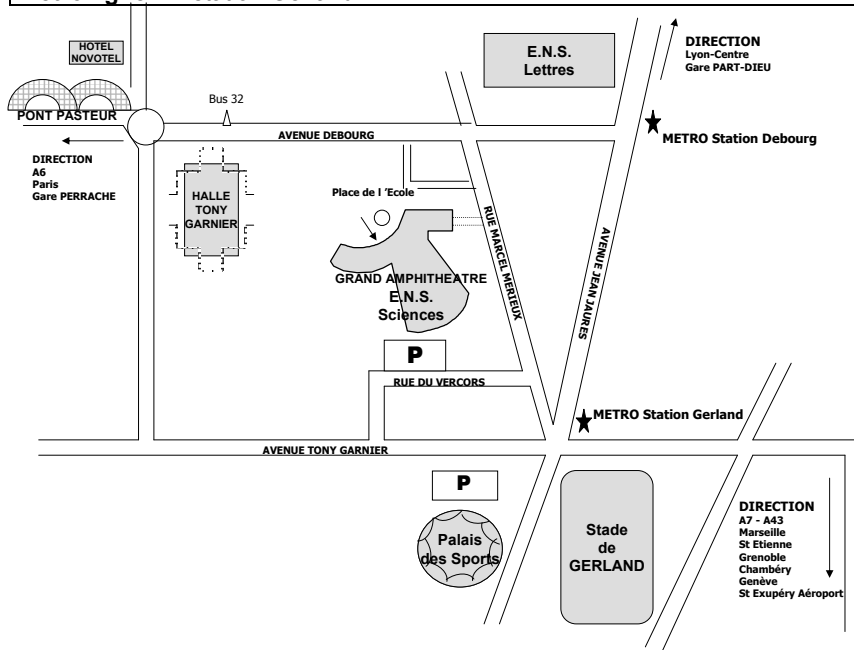 HOTEL
NOVOTEL
E.N.S.
Lettres
DIRECTION
Lyon-Centre
Gare PART-DIEU
Bus 32
PONT PASTEUR
AVENUE DEBOURG
METRO Station Debourg
DIRECTION
A6
Paris
Gare PERRACHE
HALLE
TONY
GARNIER
Place de l 'Ecole
RUE MARCEL MERIEUX
AVENUE JEAN JAURES
GRAND AMPHITHEATRE
E.N.S.
Sciences
P
RUE DU VERCORS
METRO Station Gerland
AVENUE TONY GARNIER
P
Palais
des Sports
Stade
de
GERLAND
DIRECTION
A7 - A43
Marseille
St Etienne
Grenoble
Chambéry
Genève
St Exupéry Aéroport